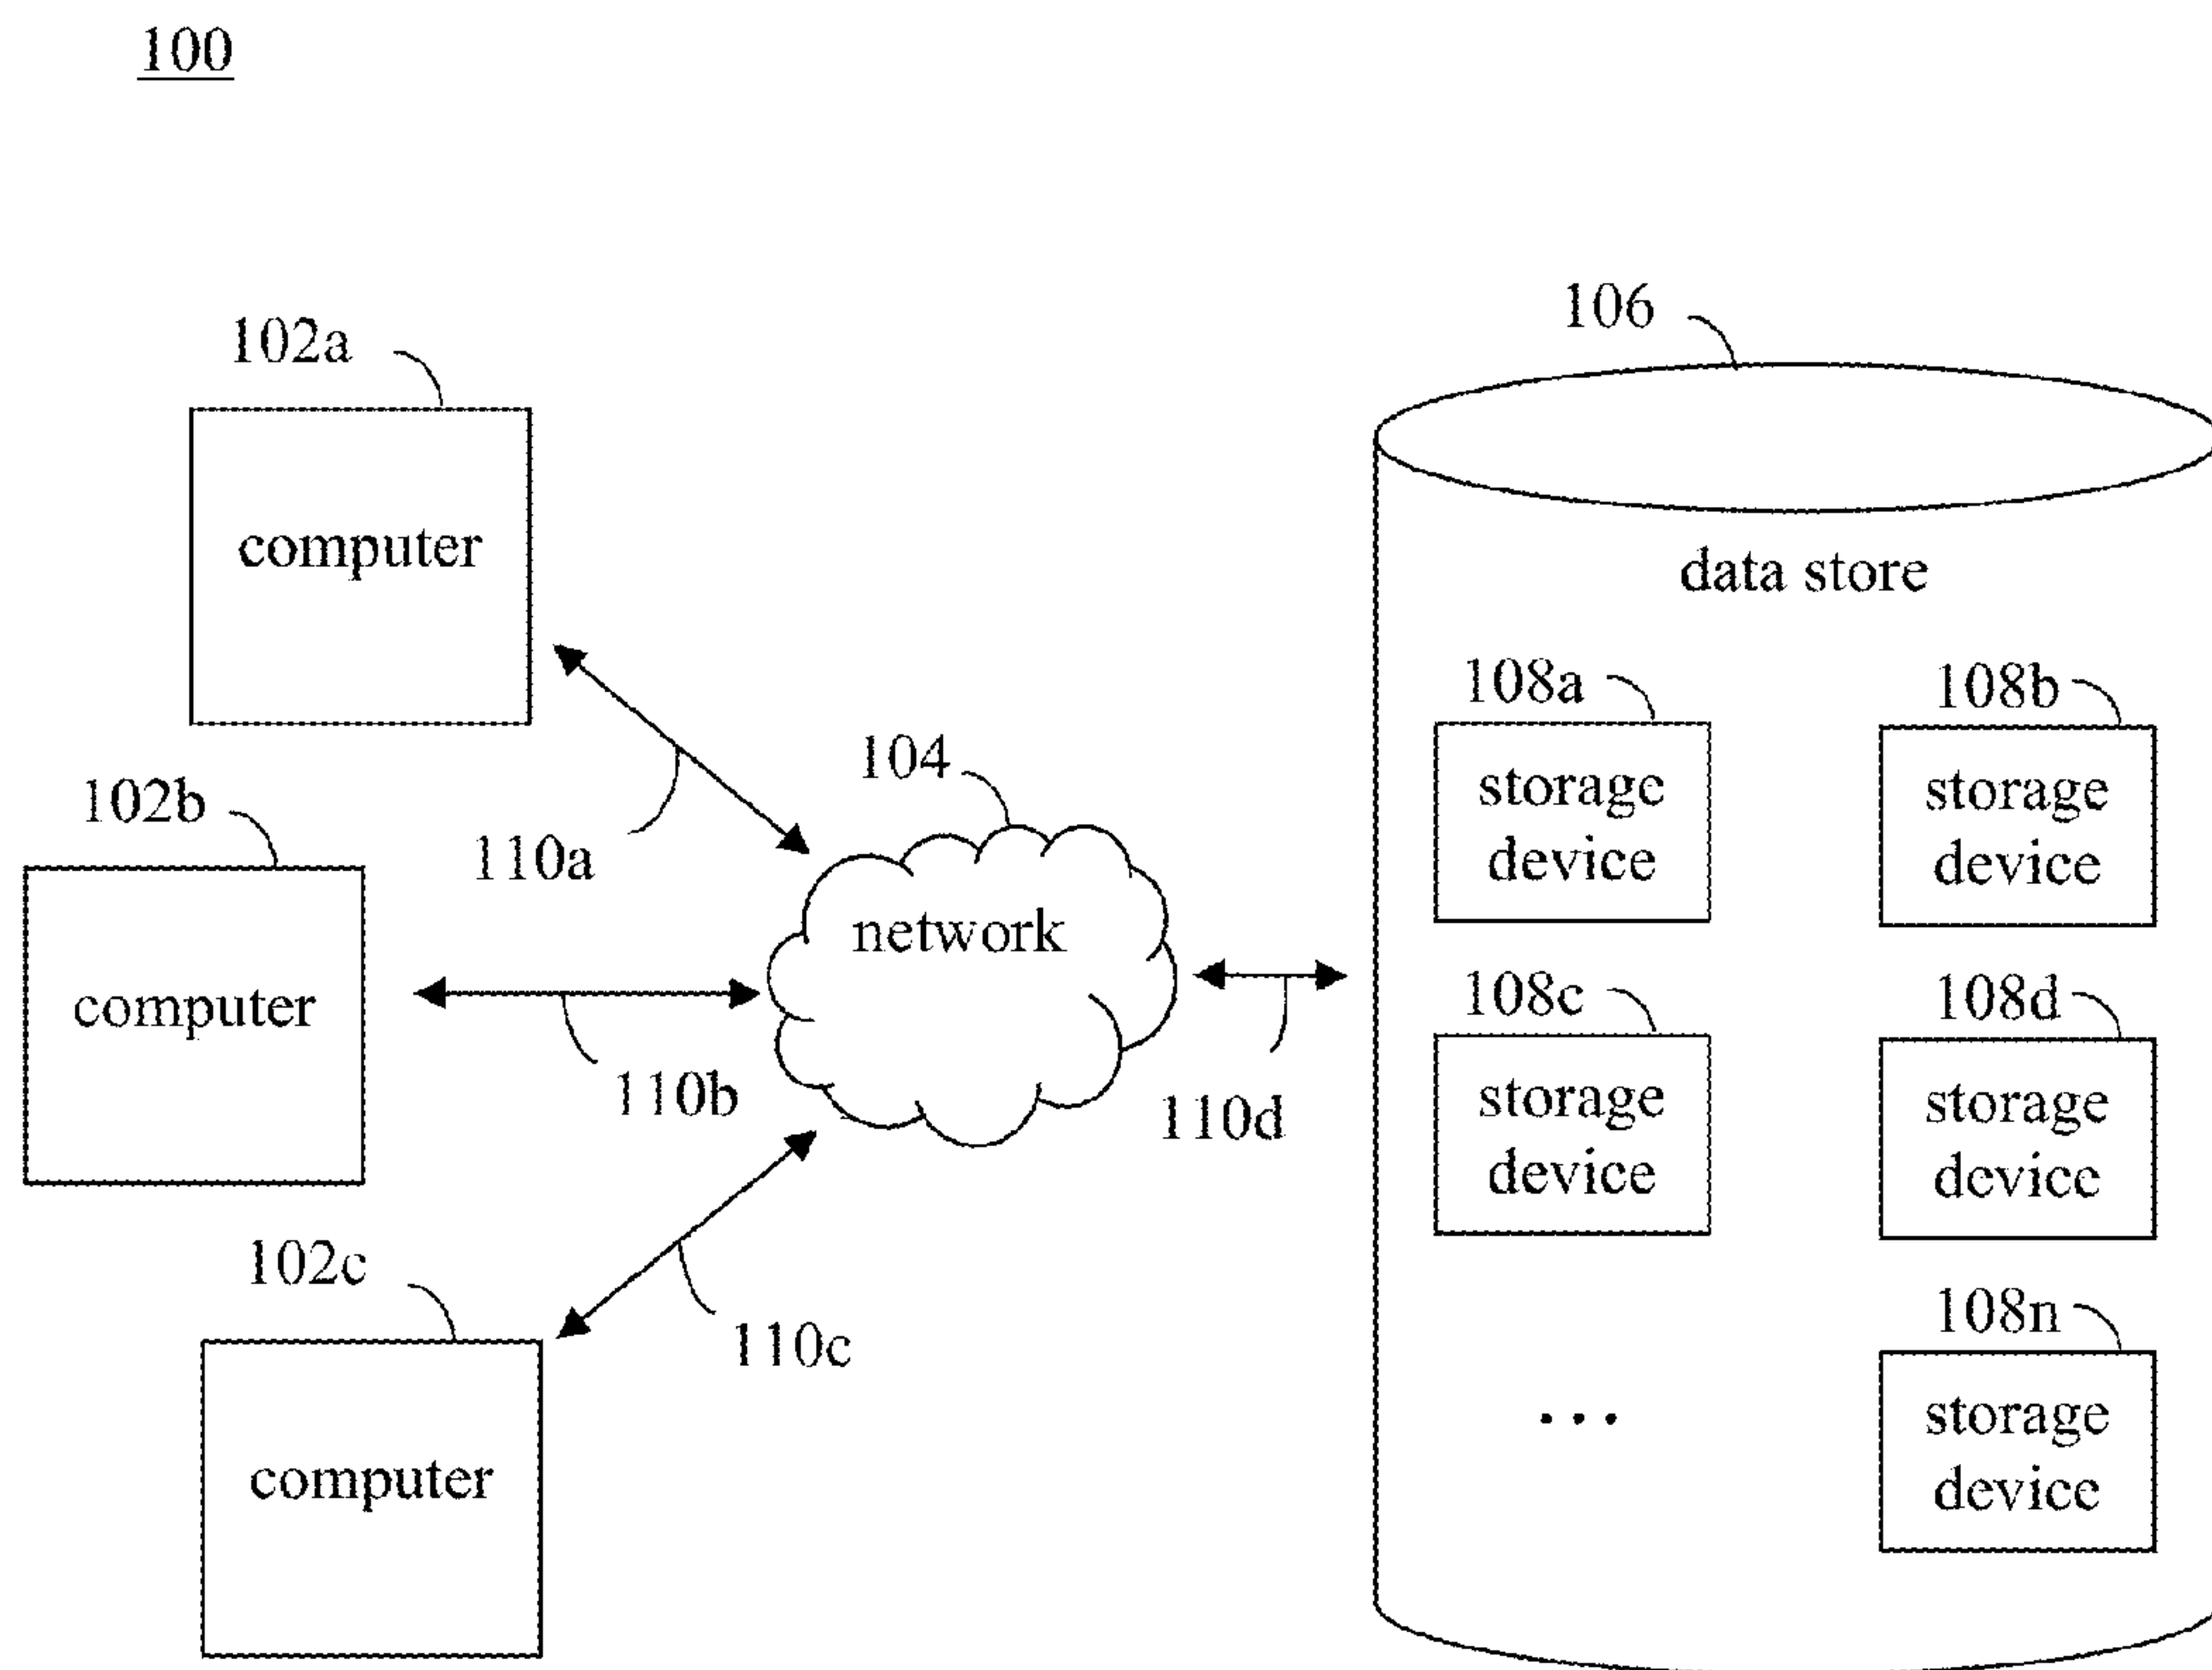 100
106
102a
computer
data store
108a
108b
storage
device
storage
device
104
102b
110a
network
computer
108c
108d
110b
110d
storage
device
storage
device
102c
110c
108n
computer
...
storage
device